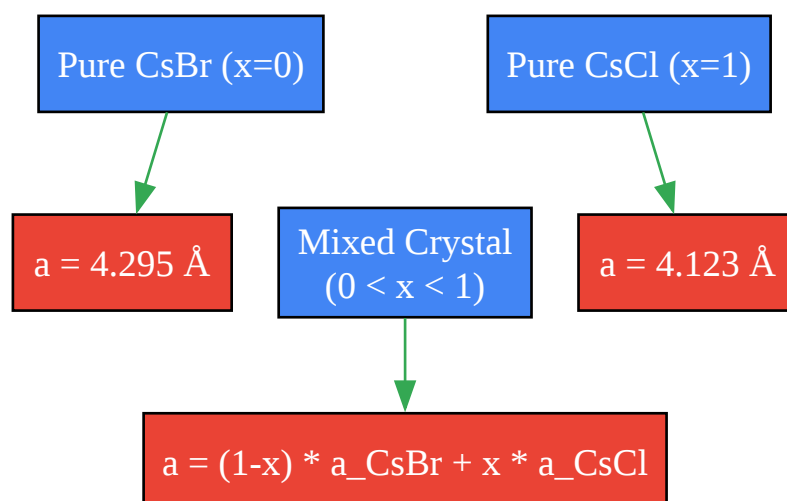 Pure CsBr (x=0)
Pure CsCl (x=1)
a = 4.295 Å
Mixed Crystal
(0 < x < 1)
a = 4.123 Å
a = (1-x) * a_CsBr + x * a_CsCl